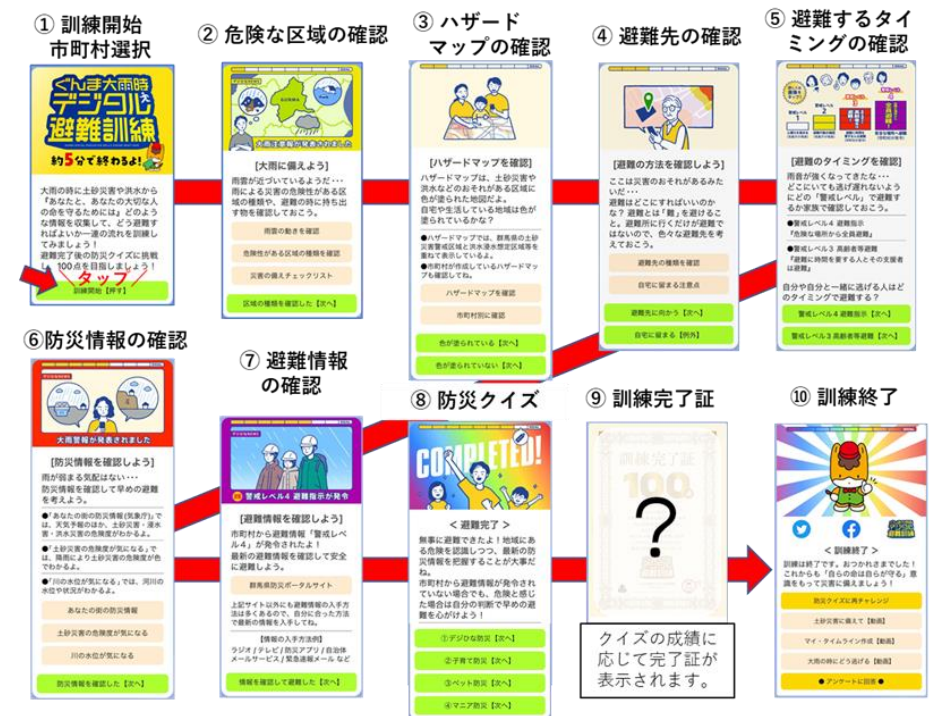 ① 訓練開始
市町村選択
ぐんま大雨時
デジタル
避難訓練
約5分で終わるよ!
大雨の時に土砂災害や洪水から
『あなたと、あなたの大切な人
の命を守るためには』どのよう
な情報を収集して、どう避難す
ればよいか一連の流れを訓練し
てみましょう!
避難完了後の防災クイズに挑戦
し、100点を目指しましょう!
タップ
訓練開始【押す】
② 危険な区域の確認
GUNMA
大雨注意報が発表されました
[大雨に備えよう]
雨雲が近づいているようだ・・・
雨による災害の危険性がある区
域の種類や、避難の時に持ち出
す物を確認しておこう。
雨雲の動きを確認
危険性がある区域の種類を確認
災害の備えチェックリスト
区域の種類を確認した【次へ】
③ ハザード
マップの確認
[ハザードマップを確認]
ハザードマップは、土砂災害や
洪水などのおそれがある区域に
色が塗られた地図だよ。
自宅や生活している地域は色が
塗られているかな?
●ハザードマップでは、群馬県の土砂
災害警戒区域と洪水浸水想定区域等を
重ねて表示しているよ。
●市町村が作成しているハザードマッ
プも確認してね。
ハザードマップを確認
市町村別に確認
色が塗られている【次へ】
色が塗られていない【次へ】
④ 避難先の確認
[避難の方法を確認しよう]
ここは災害のおそれがあるみた
いだ・・・
避難はどこにすればいいのか
な? 避難とは「難」を避けるこ
と。避難所に行くだけが避難で
はないので、色々な避難先を考
えておこう。
避難先の種類を確認
自宅に留まる注意点
避難先に向かう【次へ】
自宅に留まる【例外】
⑤ 避難するタイ
ミングの確認
警戒レベル
1
警戒レベル
2
3
4
全員避難
[避難のタイミングを確認]
雨音が強くなってきたな・・・
どこにいても逃げ遅れないよう
にどの「警戒レベル」で避難す
るか家族で確認しておこう。
●警戒レベル4 避難指示
『危険な場所から全員避難』
●警戒レベル3 高齢者等避難
『避難に時間を要する人とその支援者
は避難』
自分や自分と一緒に逃げる人はど
のタイミングで避難する?
警戒レベル4 避難指示【次へ】
警戒レベル3 高齢者等避難【次へ】
⑥防災情報の確認
大雨警報が発表されました
[防災情報を確認しよう]
雨が弱まる気配はない・・・
防災情報を確認して早めの避難
を考えよう。
●「あなたの街の防災情報(気象庁)」で
は、天気予報のほか、土砂災害・浸水
害・洪水災害の危険度がわかるよ。
●「土砂災害の危険度が気になる」で
は、降雨により土砂災害の危険度が色
でわかるよ。
●「川の水位が気になる」では、河川の
水位や状況がわかるよ。
あなたの街の防災情報
土砂災害の危険度が気になる
川の水位が気になる
防災情報を確認した【次へ】
⑦ 避難情報
の確認
警戒レベル4 避難指示が発令
[避難情報を確認しよう]
市町村から避難情報「警戒レベ
ル4」が発令されたよ!
最新の避難情報を確認して安全
に避難しよう。
群馬県防災ポータルサイト
上記サイト以外にも避難情報の入手方
法は多くあるので、自分に合った方法
で最新の情報を入手してね。
【情報の入手方法例】
ラジオ / テレビ / 防災アプリ / 自治体
メールサービス / 緊急速報メール など
情報を確認して避難した【次へ】
⑧ 防災クイズ
COMPLETED!
< 避難完了 >
無事に避難できたよ!地域にあ
る危険を認識しつつ、最新の防
災情報を把握することが大事だ
ね。
市町村から避難情報が発令され
ていない場合でも、危険と感じ
た場合は自分の判断で早めの避
難を心がけよう!
①デジひな防災【次へ】
②子育て防災【次へ】
③ペット防災【次へ】
④マニア防災【次へ】
⑨ 訓練完了証
訓練完了証
100点
?
クイズの成績に
応じて完了証が
表示されます。
⑩ 訓練終了
避難訓練
< 訓練終了 >
訓練は終了です。おつかれさまでした!
これからも「自らの命は自らが守る」意
識をもって災害に備えましょう!
防災クイズに再チャレンジ
土砂災害に備えて【動画】
マイ・タイムライン作成【動画】
大雨の時にどう逃げる【動画】
● アンケートに回答 ●